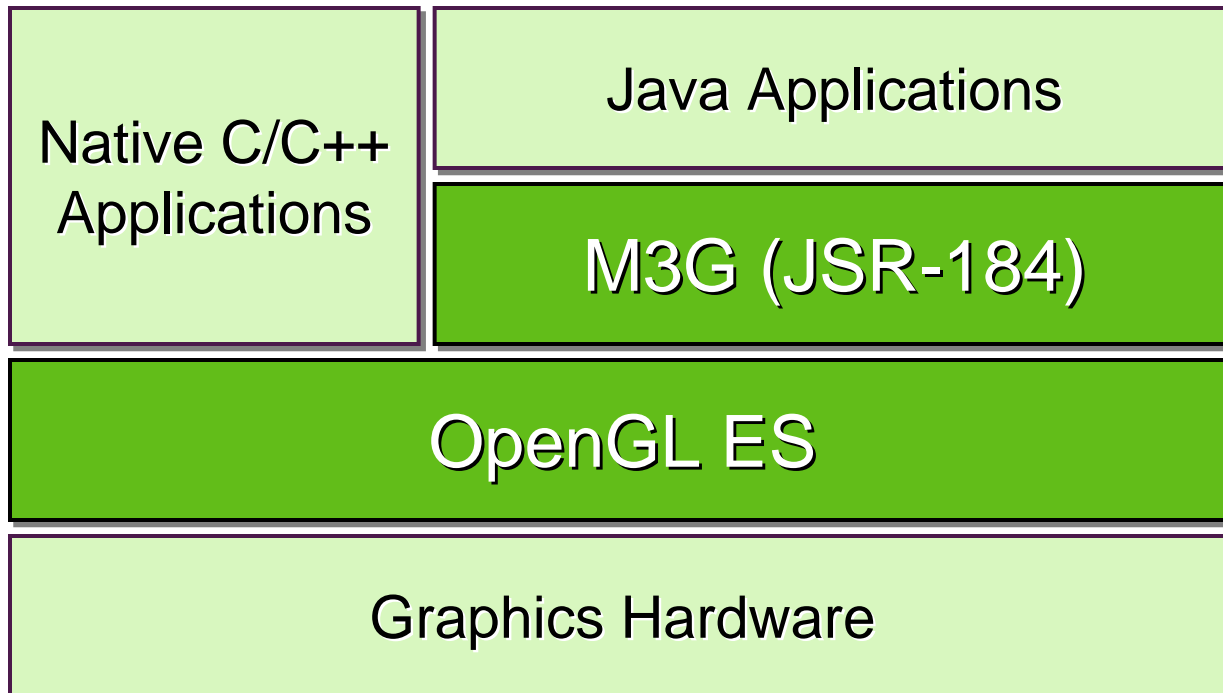 Native C/C++
Applications
Java Applications
M3G (JSR-184)
OpenGL ES
Graphics Hardware